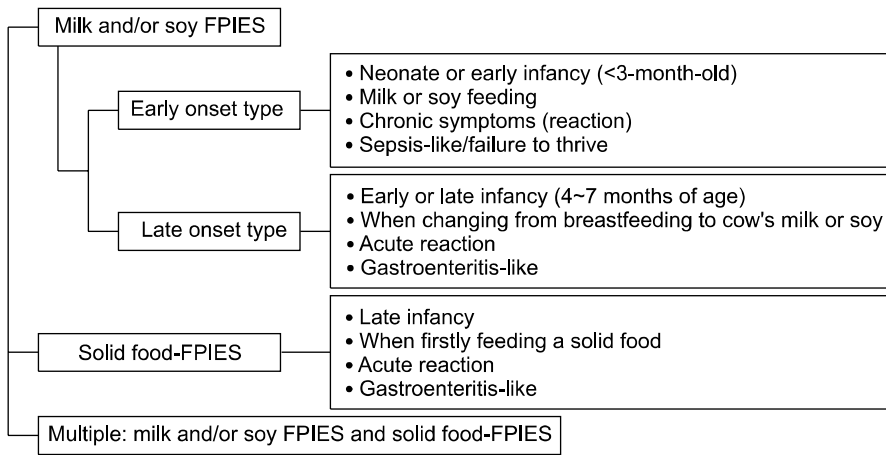 Milk and/or soy FPIES
Early onset type
• Neonate or early infancy (<3-month-old)
• Milk or soy feeding
• Chronic symptoms (reaction)
• Sepsis-like/failure to thrive
Late onset type
• Early or late infancy (4~7 months of age)
• When changing from breastfeeding to cow's milk or soy
• Acute reaction
• Gastroenteritis-like
Solid food-FPIES
• Late infancy
• When firstly feeding a solid food
• Acute reaction
• Gastroenteritis-like
Multiple: milk and/or soy FPIES and solid food-FPIES